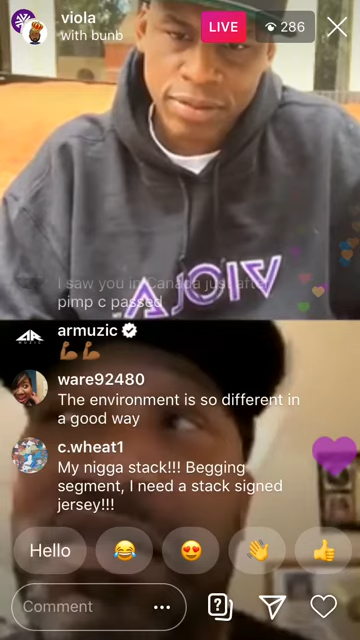 viola
with bunb
LIVE
286
VIOLA
I saw you in Canada just after
pimp c passed
armuzic
ware92480
The environment is so different in
a good way
c.wheat1
My nigga stack!!! Begging
segment, I need a stack signed
jersey!!!
Hello
Comment